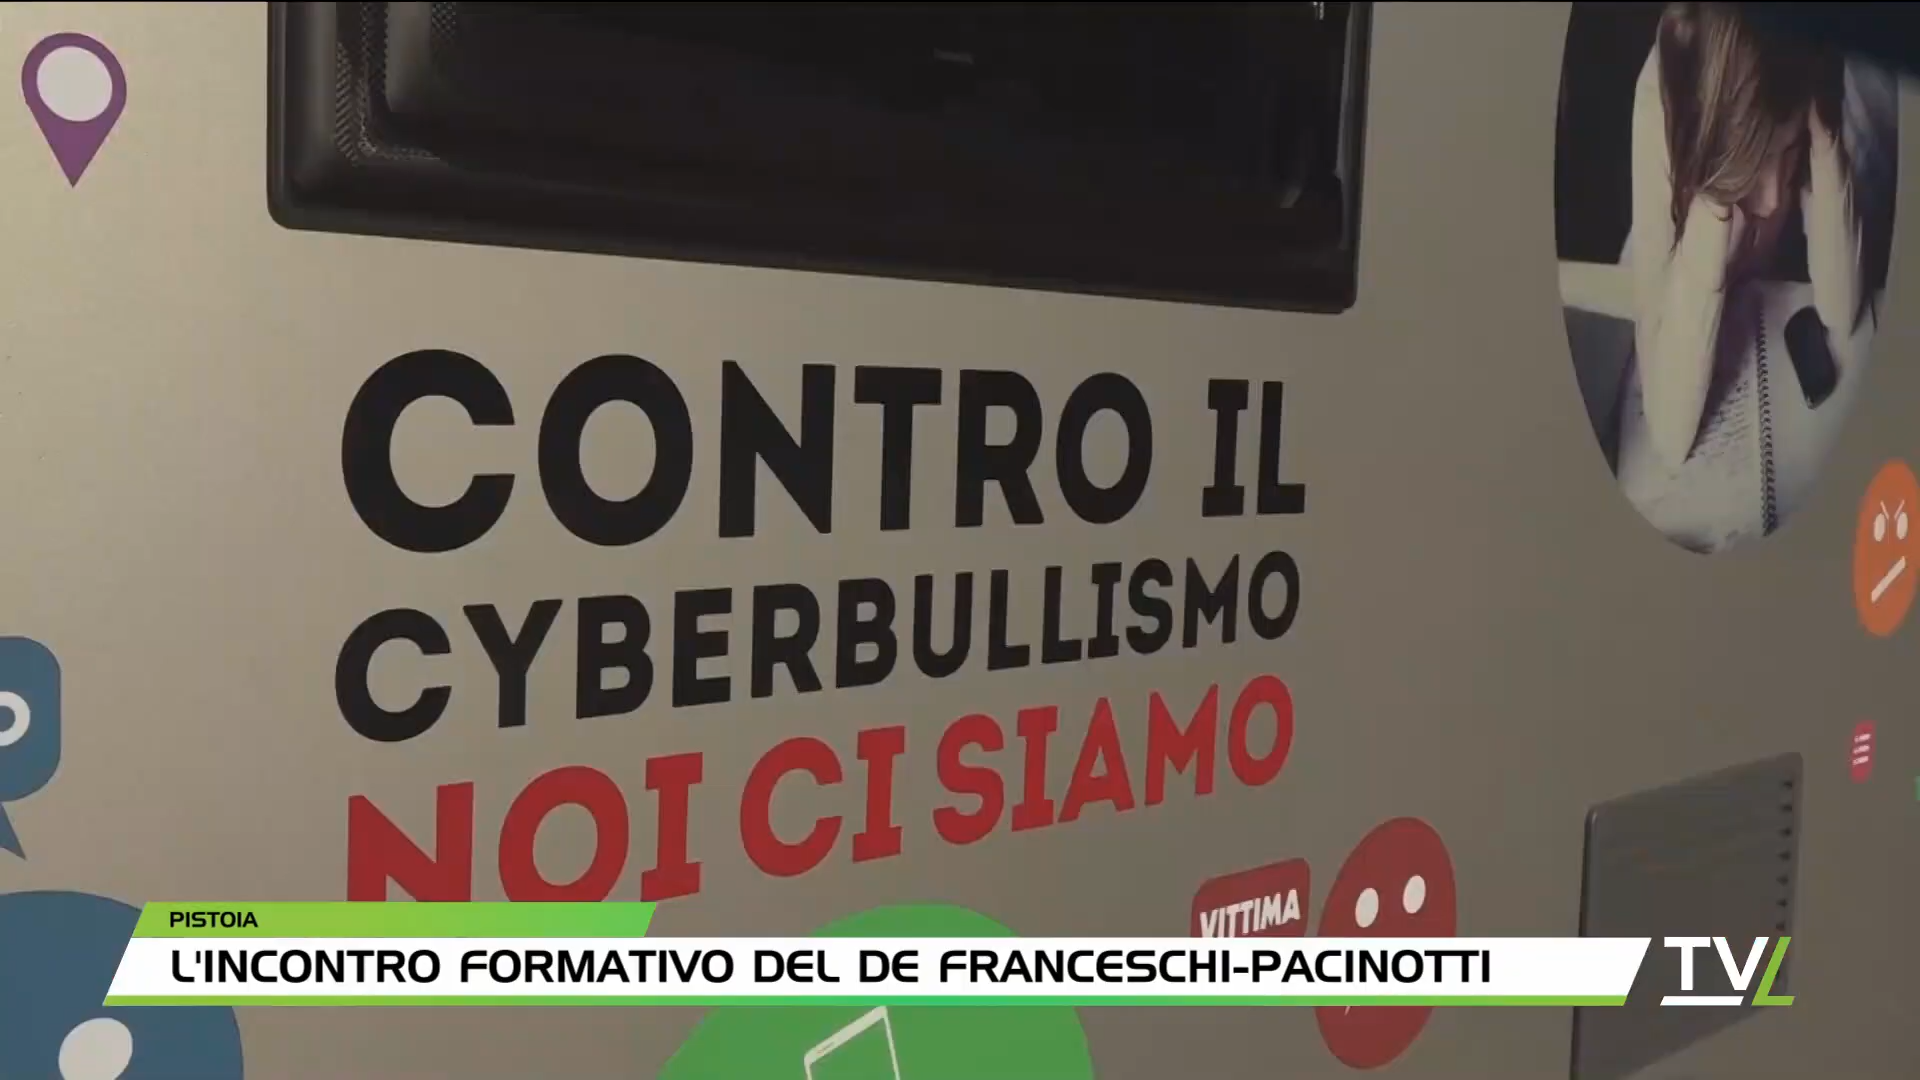 CONTRO IL
CYBERBULLISMO
NOI CI SIAMO
VITTIMA
PISTOIA
L'INCONTRO FORMATIVO DEL DE FRANCESCHI-PACINOTTI
TVL